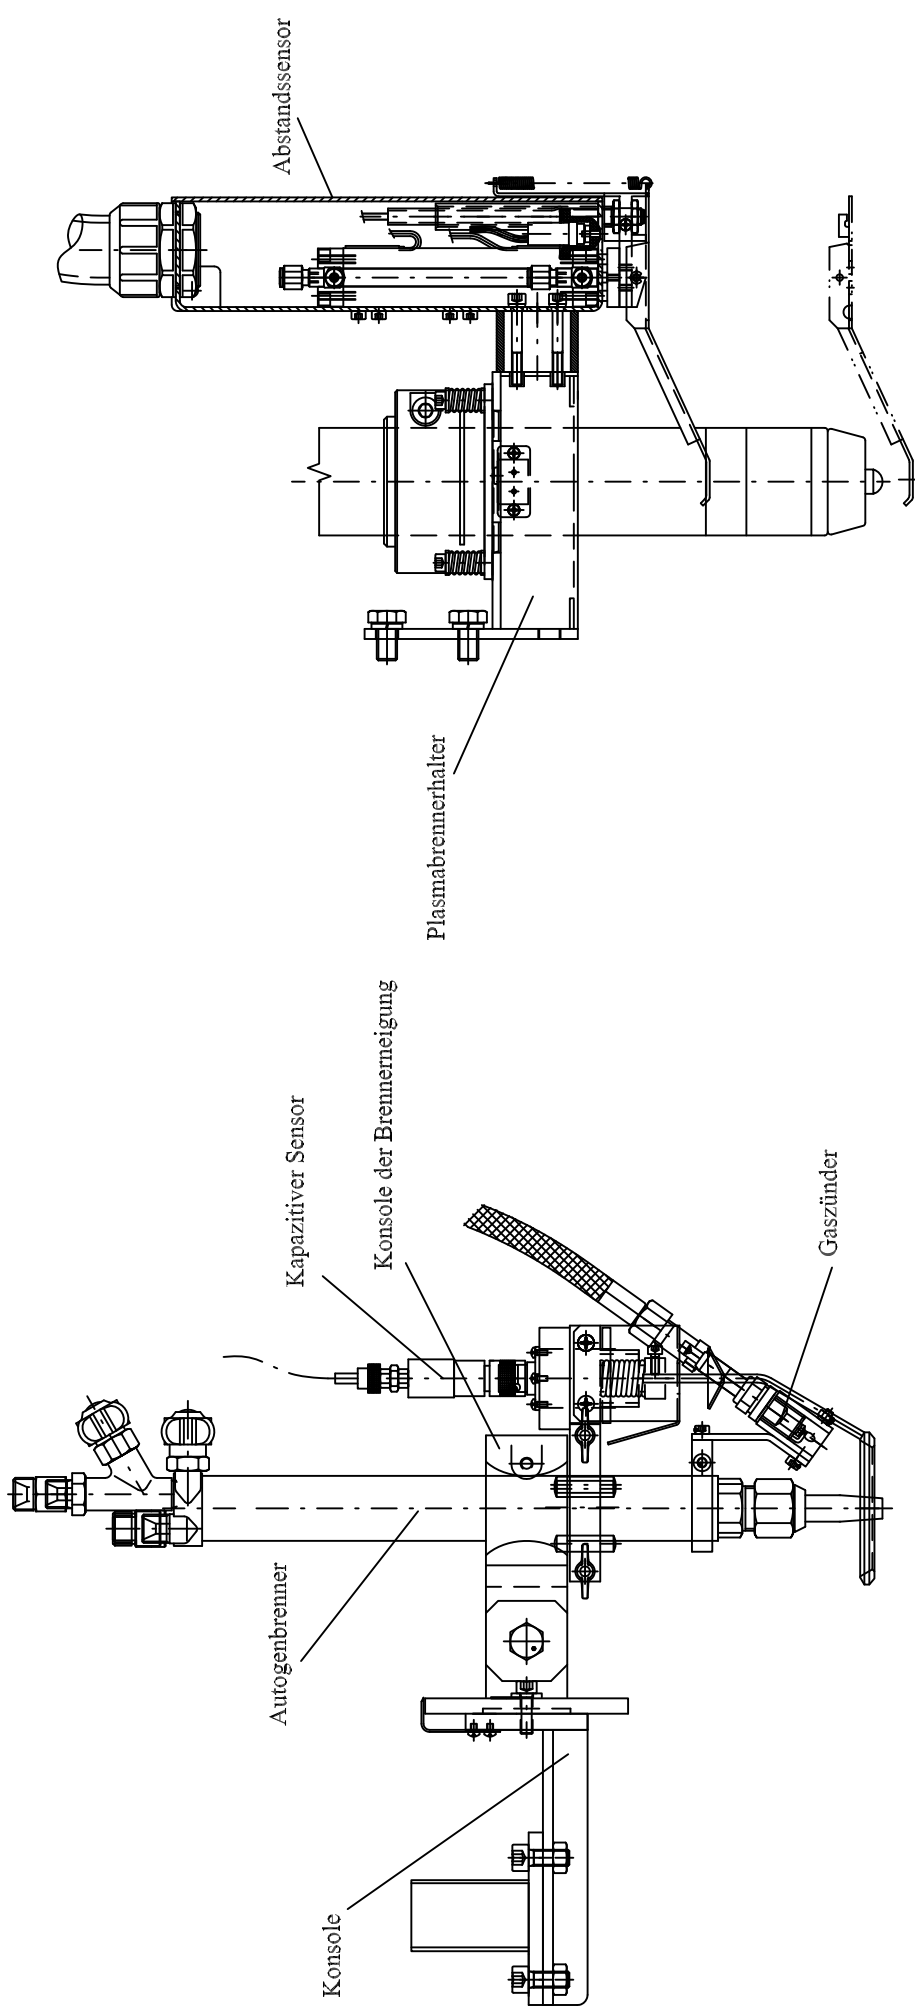 Abstandssensor
Plasmabrennerhalter
Konsole der Brennerneigung
Kapazitiver Sensor
Gaszünder
Autogenbrenner
Konsole